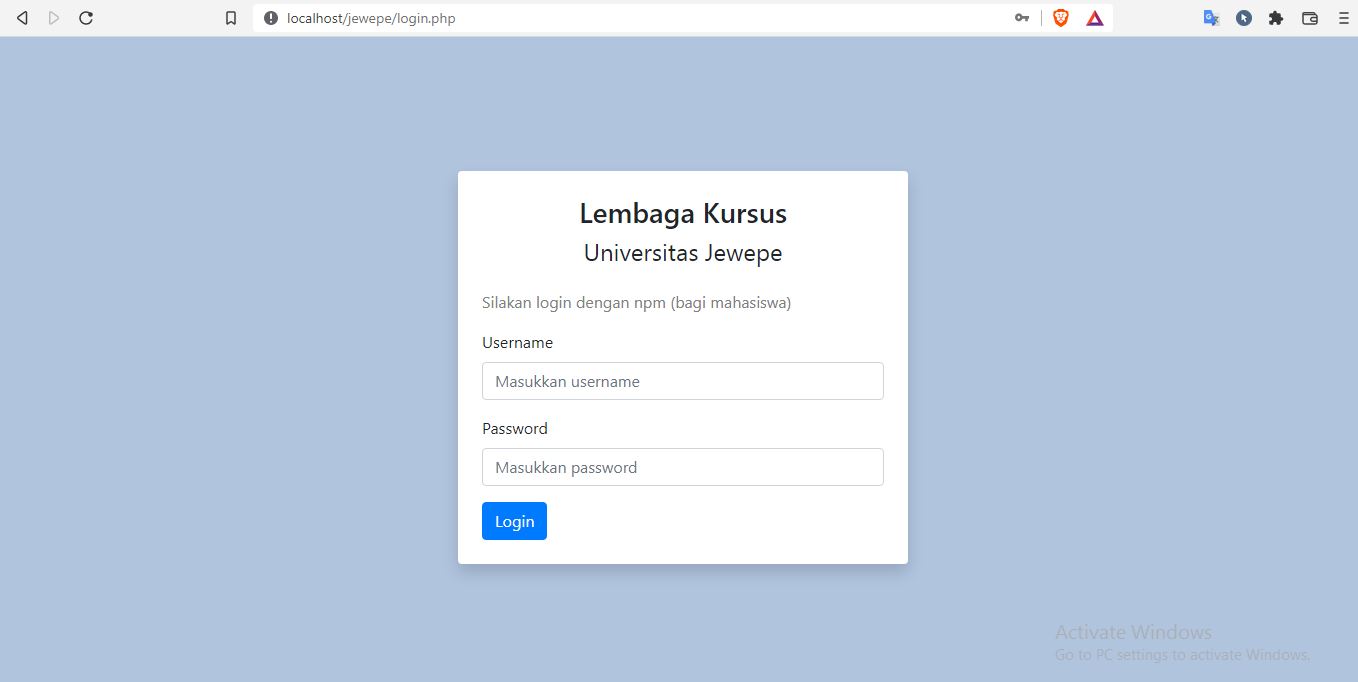 localhost/jewepe/login.php
Lembaga Kursus
Universitas Jewepe
Silakan login dengan npm (bagi mahasiswa)
Username
Masukkan username
Password
Masukkan password
Login
Activate Windows
Go to PC settings to activate Windows.